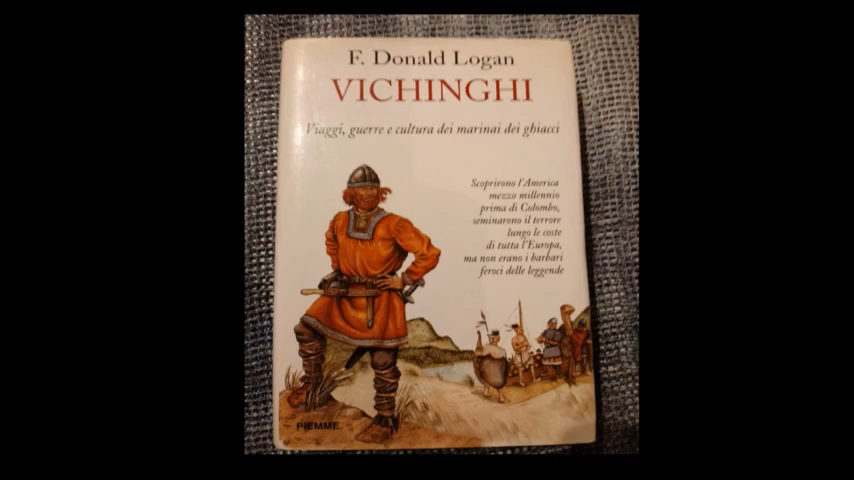 F. Donald Logan
VICHINGHI
Viaggi, guerre e cultura dei marinai dei ghiacci
Scoprirono l'America
mezzo millennio
prima di Colombo,
seminarono il terrore
lungo le coste
di tutta l'Europa,
ma non erano i barbari
feroci delle leggende
PIEMME